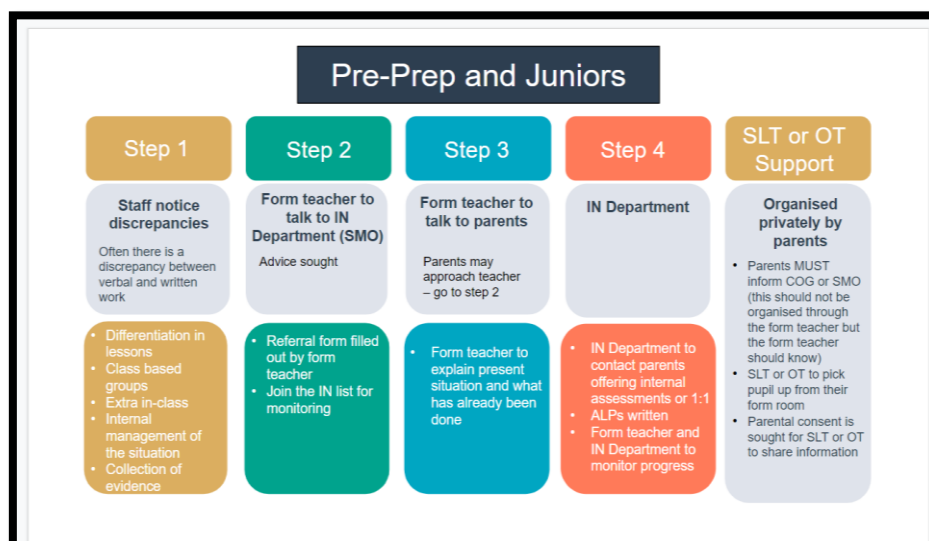 Pre-Prep and Juniors
Step 1
Staff notice
discrepancies
Often there is a
discrepancy between
verbal and written
work
• Differentiation in
lessons
• Class based
groups
• Extra in-class
• Internal
management of
the situation
• Collection of
evidence
Step 2
Form teacher to
talk to IN
Department (SMO)
Advice sought
• Referral form filled
out by form
teacher
• Join the IN list for
monitoring
Step 3
Form teacher to
talk to parents
Parents may
approach teacher
– go to step 2
• Form teacher to
explain present
situation and what
has already been
done
Step 4
IN Department
• IN Department to
contact parents
offering internal
assessments or 1:1
• ALPs written
• Form teacher and
IN Department to
monitor progress
SLT or OT
Support
Organised
privately by
parents
• Parents MUST
inform COG or SMO
(this should not be
organised through
the form teacher but
the form teacher
should know)
• SLT or OT to pick
pupil up from their
form room
• Parental consent is
sought for SLT or OT
to share information